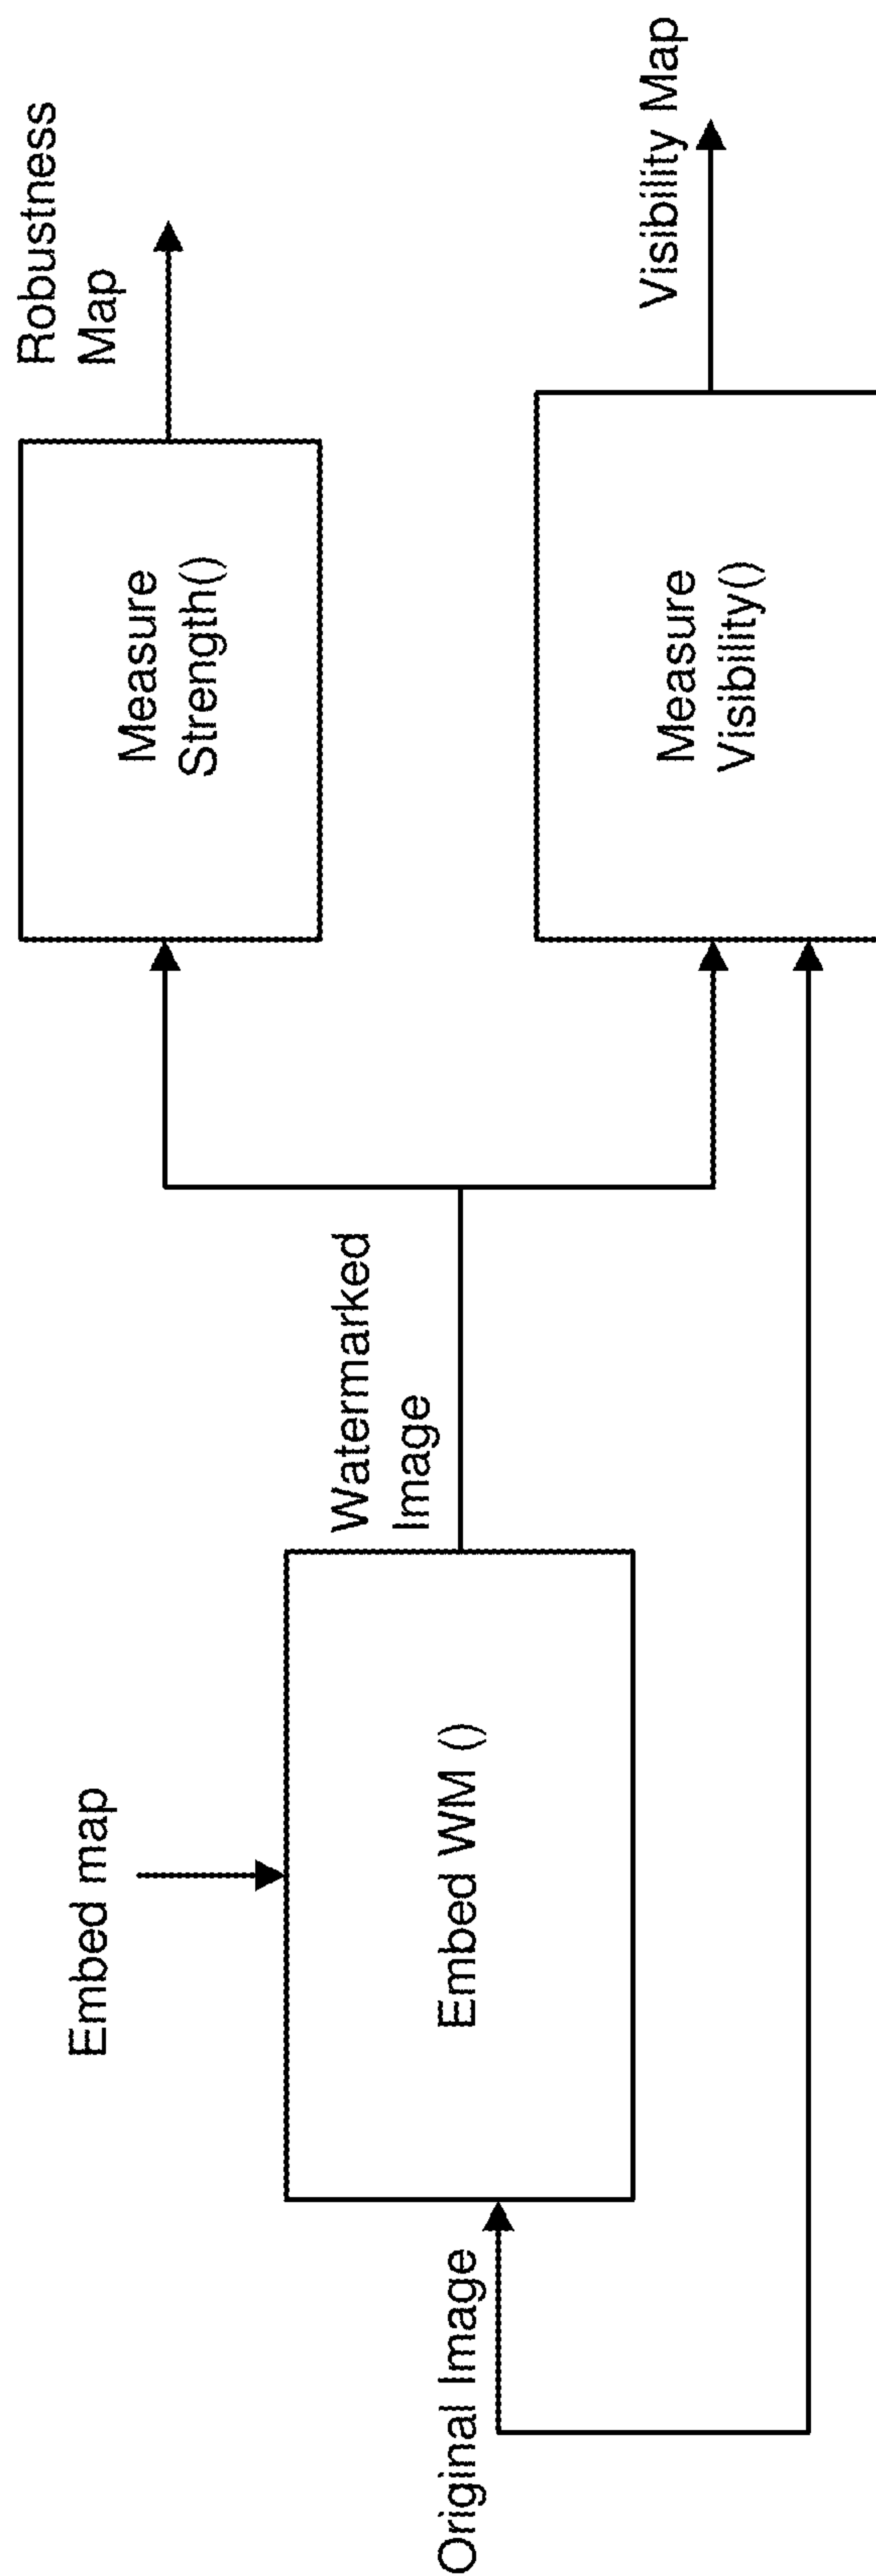 Original Image
Embed map
Embed WM ()
Watermarked
Image
Measure
Strength()
Robustness
Map
Measure
Visibility()
Visibility Map